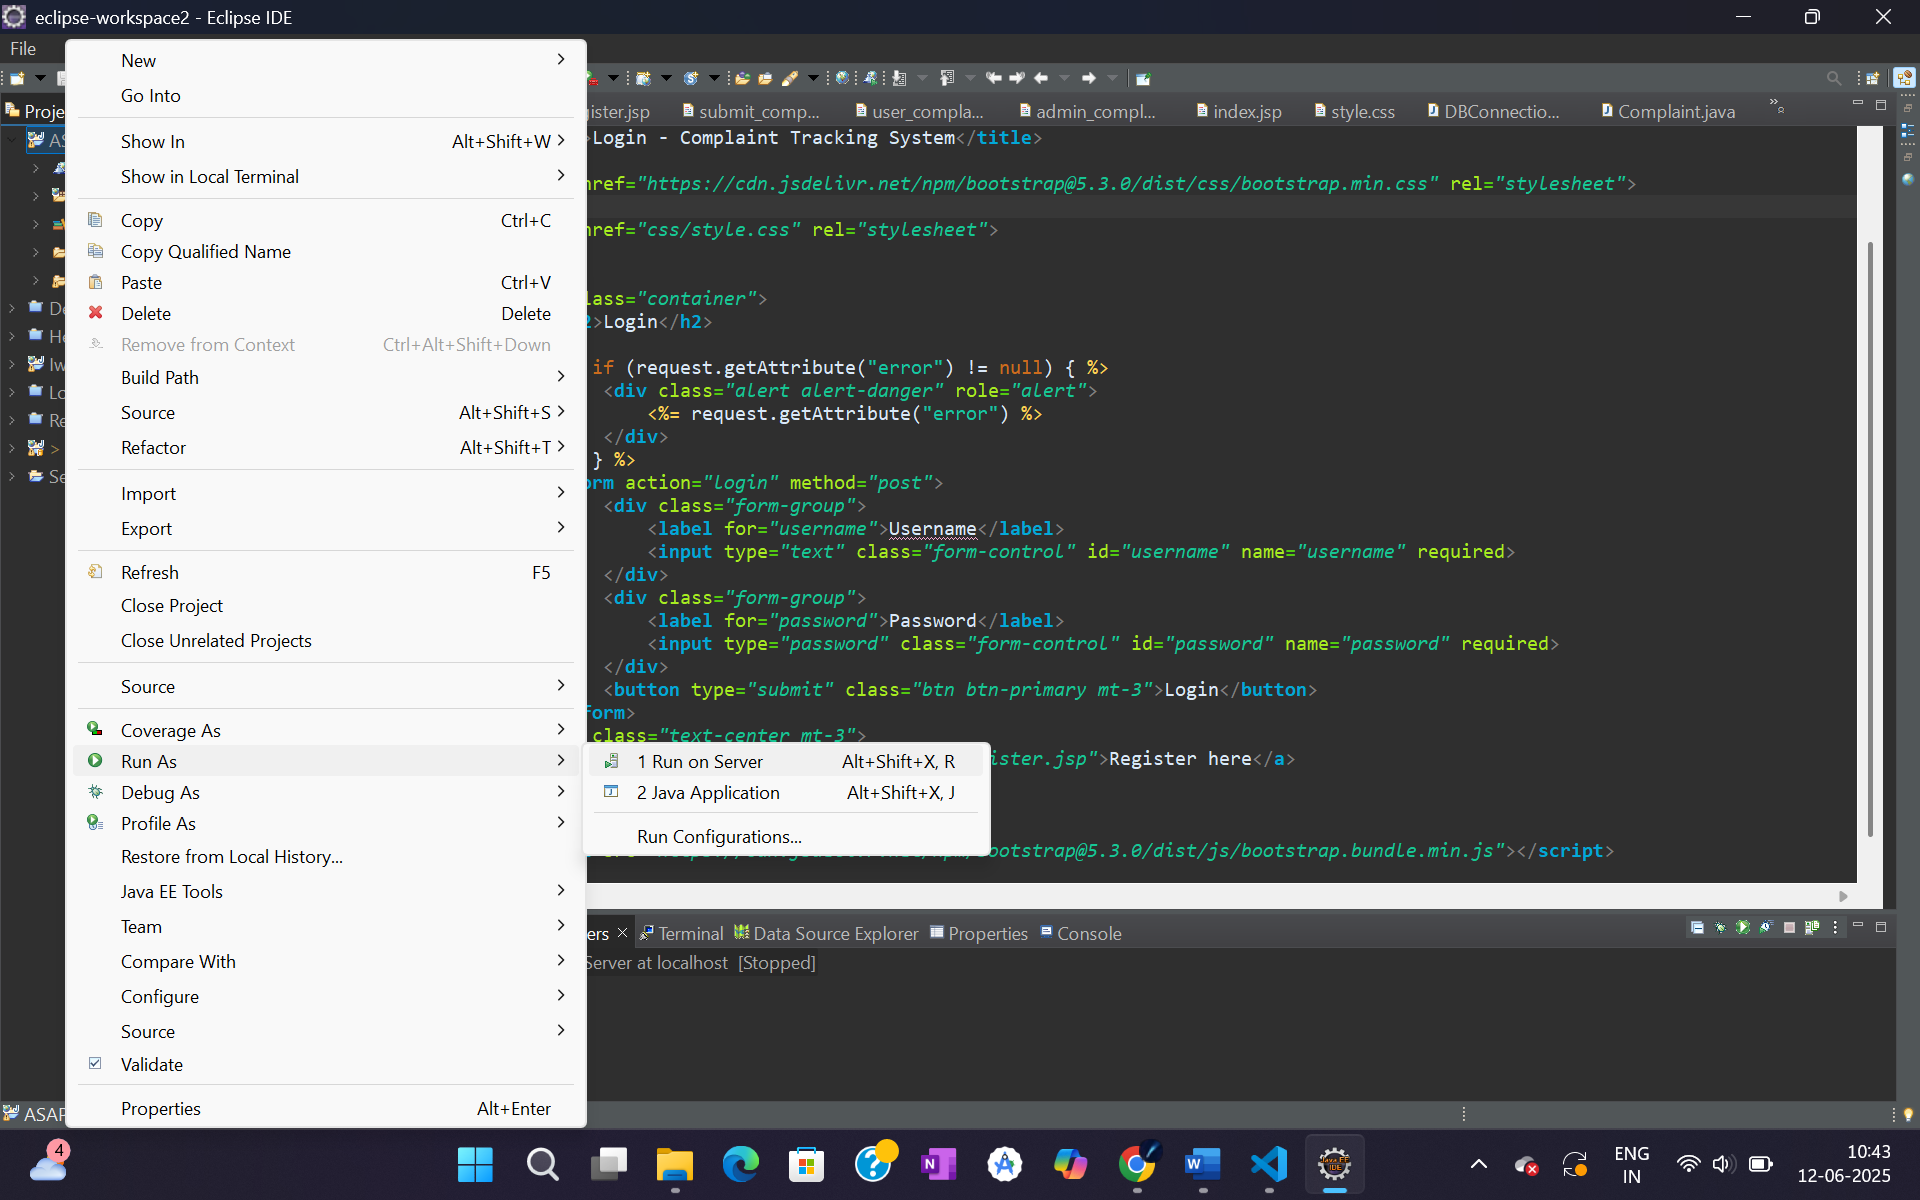 eclipse-workspace2 - Eclipse IDE
File
Proje
ister.jsp
submit_comp...
user_compla...
admin_compl...
index.jsp
style.css
DBConnectio...
Complaint.java
New
Go Into
Show In Alt+Shift+W
Show in Local Terminal
Copy Ctrl+C
Copy Qualified Name
Paste Ctrl+V
Delete Delete
Remove from Context Ctrl+Alt+Shift+Down
Build Path
Source Alt+Shift+S
Refactor Alt+Shift+T
Import
Export
Refresh F5
Close Project
Close Unrelated Projects
Source
Coverage As
Run As
Debug As
Profile As
Restore from Local History...
Java EE Tools
Team
Compare With
Configure
Source
Validate
Properties Alt+Enter
1 Run on Server Alt+Shift+X, R
2 Java Application Alt+Shift+X, J
Run Configurations...
AS
De
He
Iw
Lo
Re
>
Se
>Login - Complaint Tracking System</title>
href="https://cdn.jsdelivr.net/npm/bootstrap@5.3.0/dist/css/bootstrap.min.css" rel="stylesheet">
href="css/style.css" rel="stylesheet">
lass="container">
2>Login</h2>
if (request.getAttribute("error") != null) { %>
<div class="alert alert-danger" role="alert">
<%= request.getAttribute("error") %>
</div>
} %>
orm action="login" method="post">
<div class="form-group">
<label for="username">Username</label>
<input type="text" class="form-control" id="username" name="username" required>
</div>
<div class="form-group">
<label for="password">Password</label>
<input type="password" class="form-control" id="password" name="password" required>
</div>
<button type="submit" class="btn btn-primary mt-3">Login</button>
form>
class="text-center mt-3">
ister.jsp">Register here</a>
ootstrap@5.3.0/dist/js/bootstrap.bundle.min.js"></script>
ers
Terminal
Data Source Explorer
Properties
Console
Server at localhost [Stopped]
ASAP
4
ENG
IN
10:43
12-06-2025